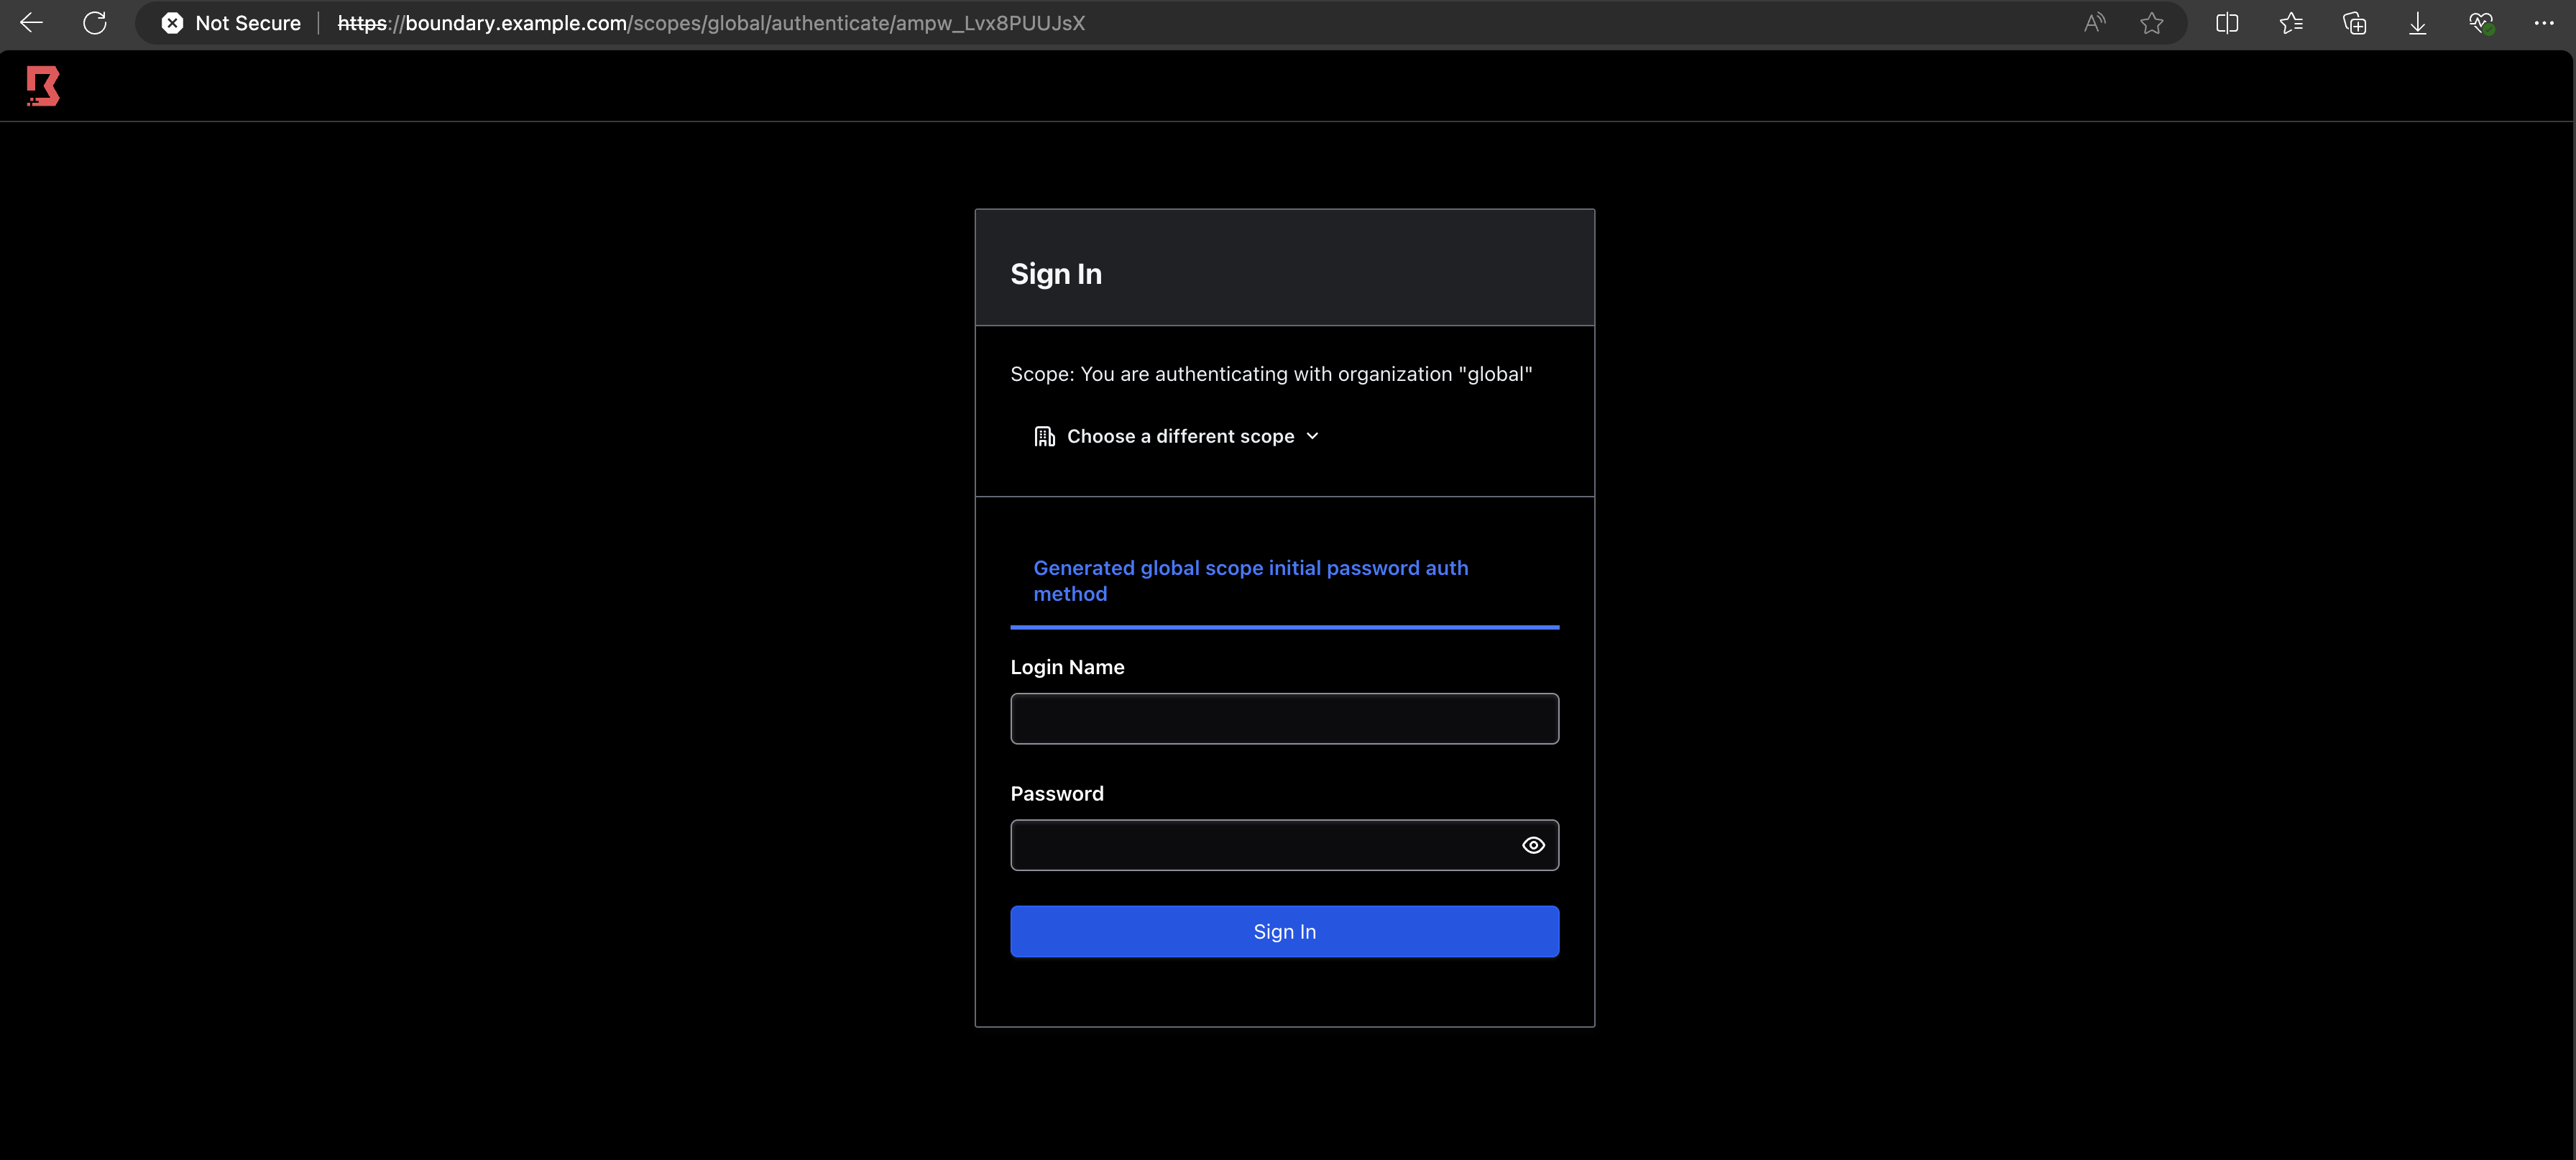 Not Secure | https://boundary.example.com/scopes/global/authenticate/ampw_Lvx8PUUJsX
Sign In
Scope: You are authenticating with organization "global"
Choose a different scope
Generated global scope initial password auth
method
Login Name
Password
Sign In